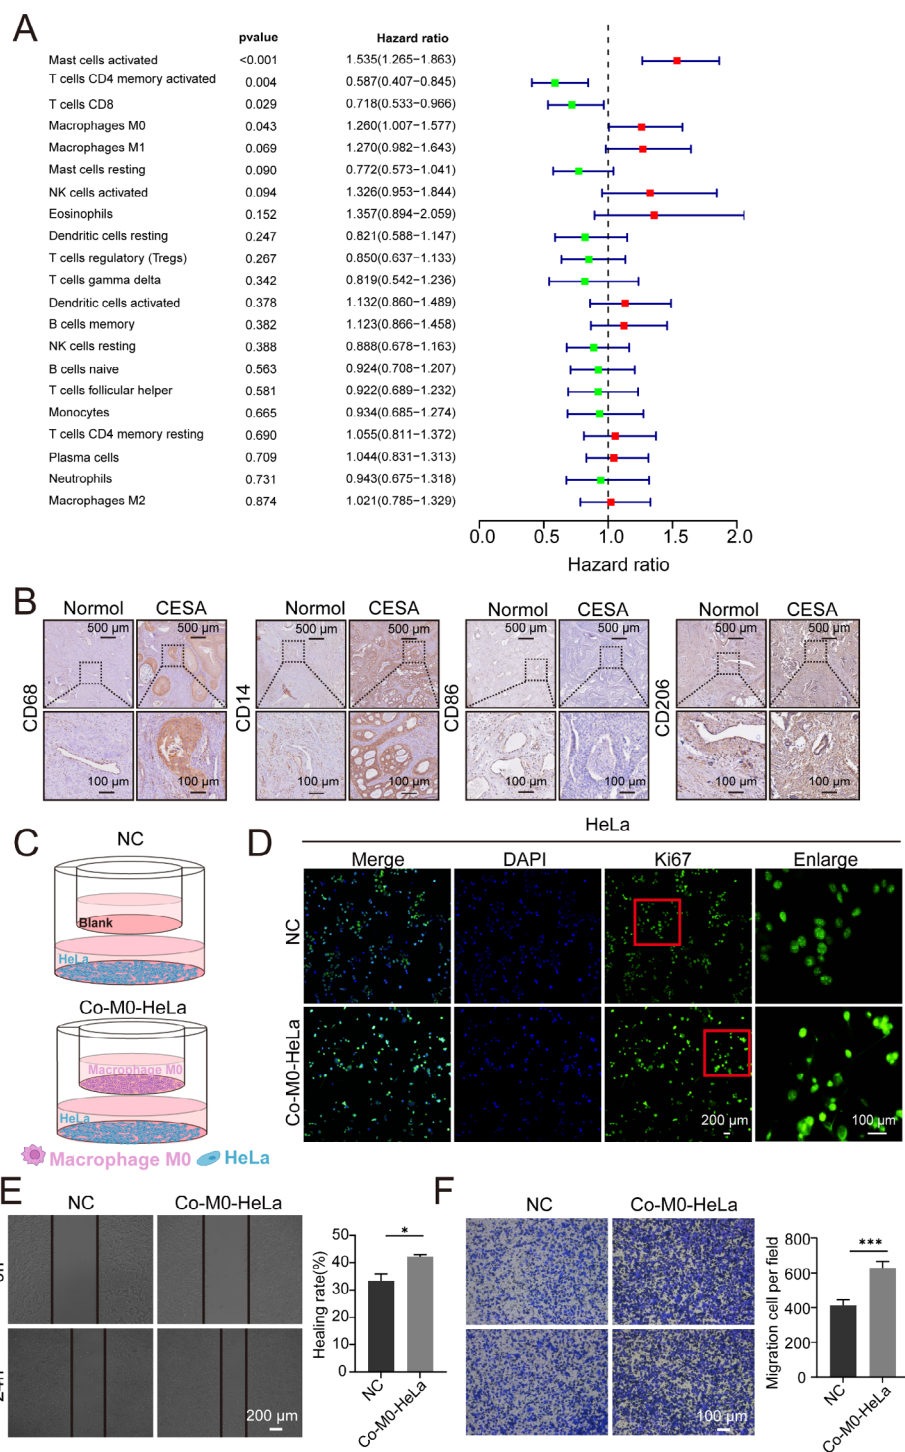 A
pvalue Hazard ratio
Mast cells activated <0.001 1.535(1.265−1.863)
T cells CD4 memory activated 0.004 0.587(0.407−0.845)
T cells CD8 0.029 0.718(0.533−0.966)
Macrophages M0 0.043 1.260(1.007−1.577)
Macrophages M1 0.069 1.270(0.982−1.643)
Mast cells resting 0.090 0.772(0.573−1.041)
NK cells activated 0.094 1.326(0.953−1.844)
Eosinophils 0.152 1.357(0.894−2.059)
Dendritic cells resting 0.247 0.821(0.588−1.147)
T cells regulatory (Tregs) 0.267 0.850(0.637−1.133)
T cells gamma delta 0.342 0.819(0.542−1.236)
Dendritic cells activated 0.378 1.132(0.860−1.489)
B cells memory 0.382 1.123(0.866−1.458)
NK cells resting 0.388 0.888(0.678−1.163)
B cells naive 0.563 0.924(0.708−1.207)
T cells follicular helper 0.581 0.922(0.689−1.232)
Monocytes 0.665 0.934(0.685−1.274)
T cells CD4 memory resting 0.690 1.055(0.811−1.372)
Plasma cells 0.709 1.044(0.831−1.313)
Neutrophils 0.731 0.943(0.675−1.318)
Macrophages M2 0.874 1.021(0.785−1.329)
0.0 0.5 1.0 1.5 2.0
Hazard ratio
B
Normol CESA Normol CESA Normol CESA Normol CESA
500 µm 500 µm 500 µm 500 µm 500 µm 500 µm 500 µm 500 µm
CD68 CD14 CD86 CD206
100 µm 100 µm 100 µm 100 µm 100 µm 100 µm 100 µm 100 µm
C
NC
Blank
HeLa
Co-M0-HeLa
Macrophage M0
HeLa
Macrophage M0 HeLa
D
HeLa
Merge DAPI Ki67 Enlarge
NC
Co-M0-HeLa
200 µm 100 µm
E
NC Co-M0-HeLa
24h
200 µm
Healing rate(%)
50
40
30
20
10
0
*
NC Co-M0-HeLa
F
NC Co-M0-HeLa
100 µm
Migration cell per field
800
600
400
200
0
***
NC Co-M0-HeLa